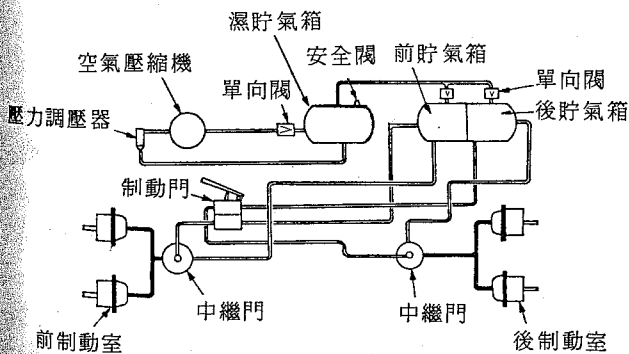 濕貯氣箱
安全閥
前貯氣箱
空氣壓縮機
單向閥
單向閥
後貯氣箱
壓力調壓器
制動門
中繼門
中繼門
前制動室
後制動室